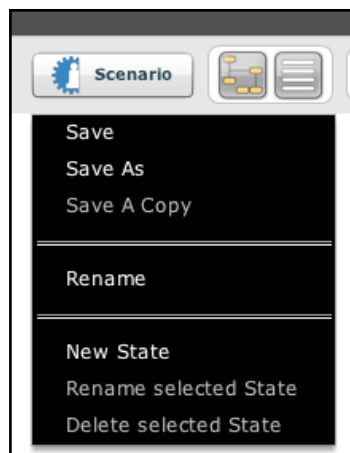 Scenario
Save
Save As
Save A Copy
Rename
New State
Rename selected State
Delete selected State